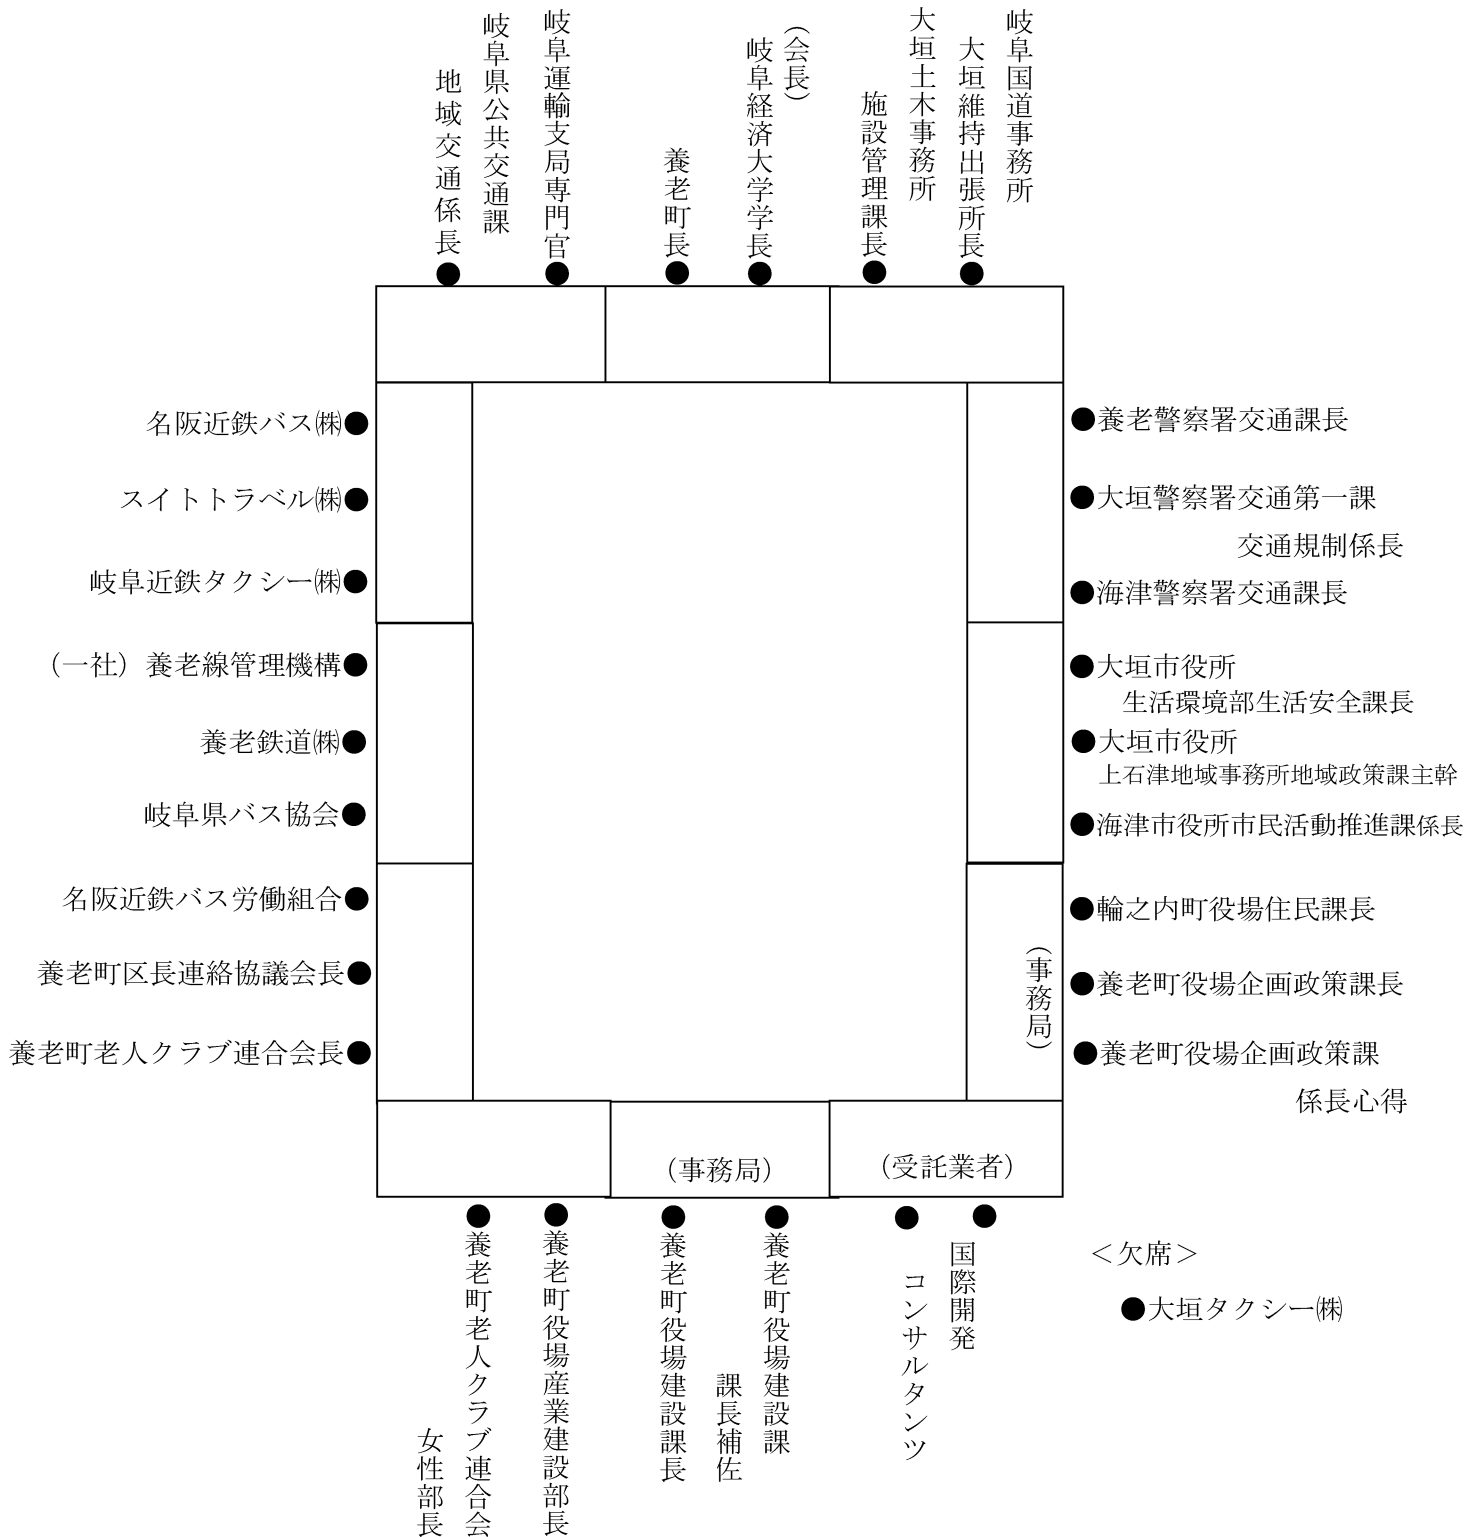 岐阜国道事務所
大垣維持出張所長
大垣土木事務所
施設管理課長
（会長）
岐阜経済大学学長
養老町長
岐阜運輸支局専門官
岐阜県公共交通課
地域交通係長
名阪近鉄バス㈱●
スイトトラベル㈱●
岐阜近鉄タクシー㈱●
（一社）養老線管理機構●
養老鉄道㈱●
岐阜県バス協会●
名阪近鉄バス労働組合●
養老町区長連絡協議会長●
養老町老人クラブ連合会長●
●養老警察署交通課長
●大垣警察署交通第一課
交通規制係長
●海津警察署交通課長
●大垣市役所
生活環境部生活安全課長
●大垣市役所
上石津地域事務所地域政策課主幹
●海津市役所市民活動推進課係長
●輪之内町役場住民課長
（事務局）
●養老町役場企画政策課長
●養老町役場企画政策課
係長心得
（事務局）
（受託業者）
国際開発
コンサルタンツ
養老町役場建設課
課長補佐
養老町役場建設課長
養老町役場産業建設部長
養老町老人クラブ連合会
女性部長
＜欠席＞
●大垣タクシー㈱